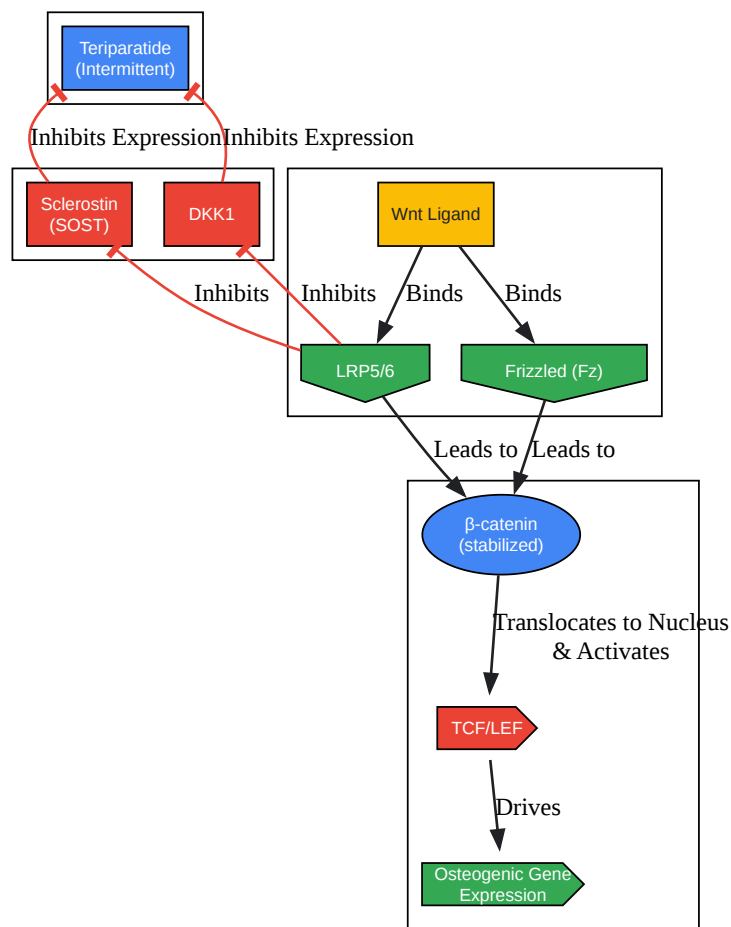 Teriparatide
(Intermittent)
Inhibits Expression
Inhibits Expression
Sclerostin
(SOST)
DKK1
Wnt Ligand
Inhibits
Inhibits
Binds
Binds
LRP5/6
Frizzled (Fz)
Leads to
Leads to
β-catenin
(stabilized)
Translocates to Nucleus
& Activates
TCF/LEF
Drives
Osteogenic Gene
Expression